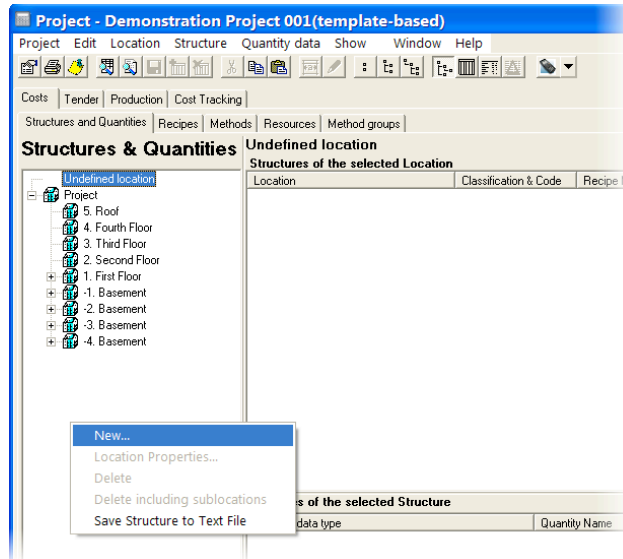 Project - Demonstration Project 001(template-based)
Project Edit Location Structure Quantity data Show Window Help
Costs Tender Production Cost Tracking
Structures and Quantities Recipes Methods Resources Method groups
Structures & Quantities
Undefined location
Structures of the selected Location
Location Classification & Code Recipe
Undefined location
Project
5. Roof
4. Fourth Floor
3. Third Floor
2. Second Floor
1. First Floor
-1. Basement
-2. Basement
-3. Basement
-4. Basement
New...
Location Properties...
Delete
Delete including sublocations
Save Structure to Text File
s of the selected Structure
data type Quantity Name